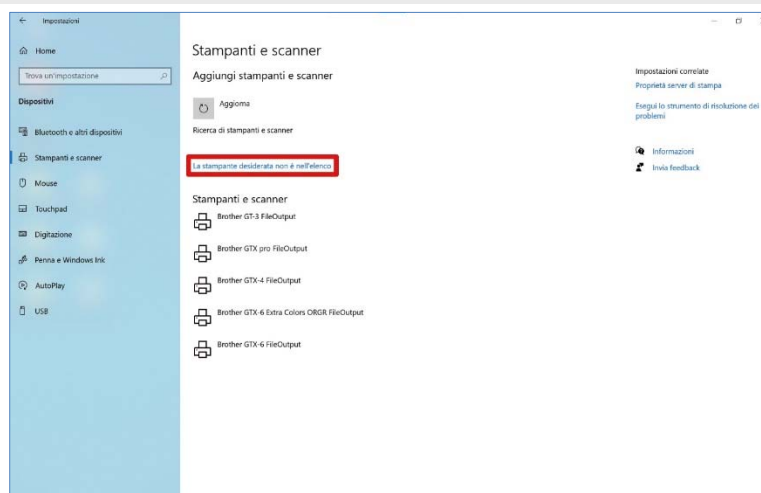 Impostazioni
Home
Trova un'impostazione
Dispositivi
Bluetooth e altri dispositivi
Stampanti e scanner
Mouse
Touchpad
Digitazione
Penna e Windows Ink
AutoPlay
USB
Stampanti e scanner
Aggiungi stampanti e scanner
Aggiorna
Ricerca di stampanti e scanner
La stampante desiderata non è nell'elenco
Stampanti e scanner
Brother GT-3 FileOutput
Brother GTX pro FileOutput
Brother GTX-4 FileOutput
Brother GTX-6 Extra Colors ORGR FileOutput
Brother GTX-6 FileOutput
Impostazioni correlate
Proprietà server di stampa
Esegui lo strumento di risoluzione dei
problemi
Informazioni
Invia feedback